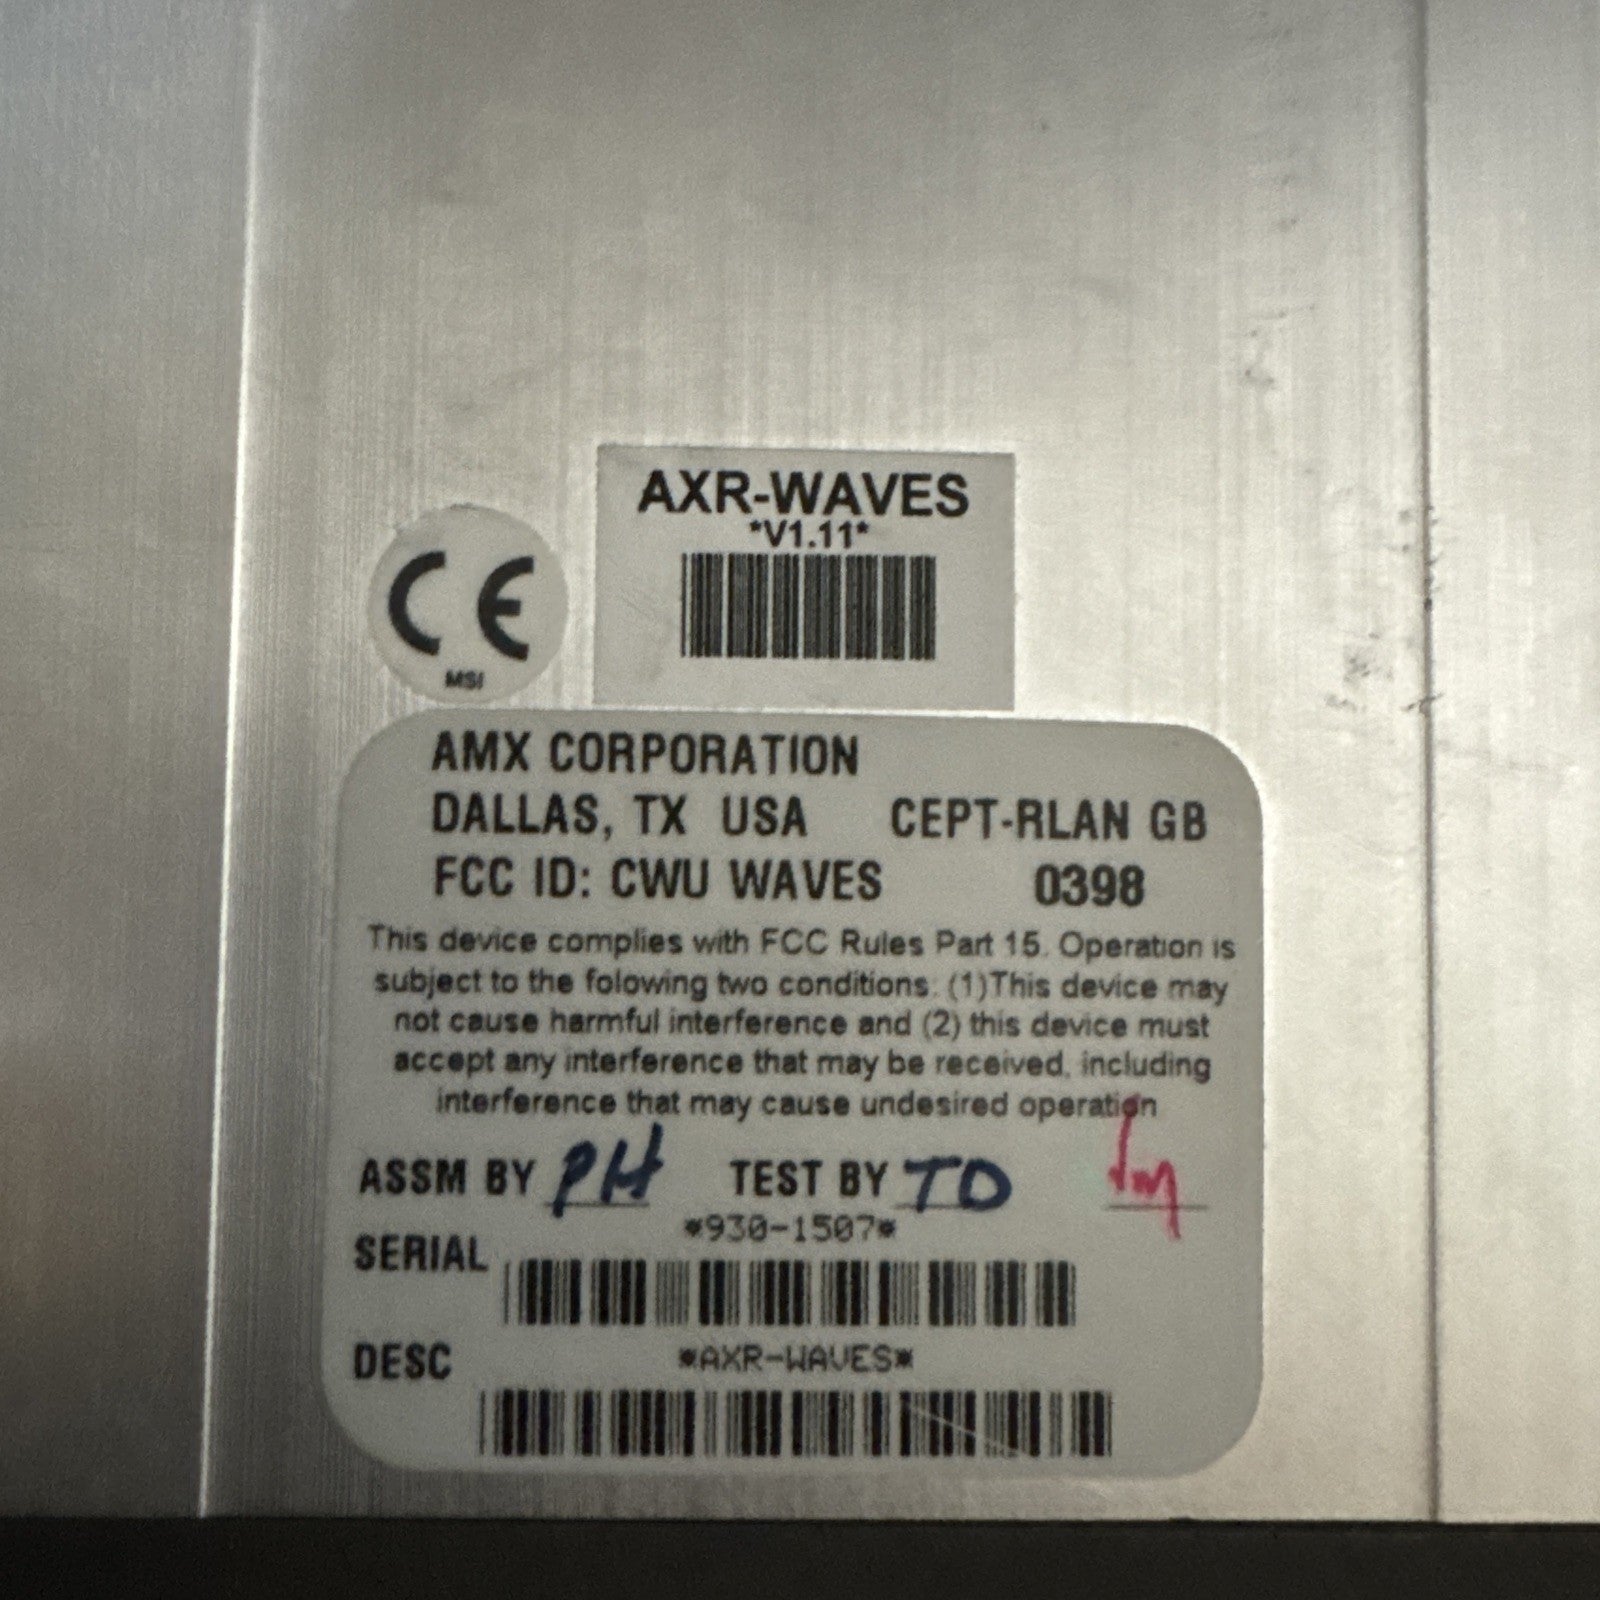 AXR-WAVES
*V1.11*
CE
MSI
AMX CORPORATION
DALLAS, TX USA CEPT-RLAN GB
FCC ID: CWU WAVES 0398
This device complies with FCC Rules Part 15. Operation is
subject to the folowing two conditions: (1)This device may
not cause harmful interference and (2) this device must
accept any interference that may be received, including
interference that may cause undesired operation
ASSM BY PH TEST BY TD
*930-1507*
SERIAL
DESC *AXR-WAVES*